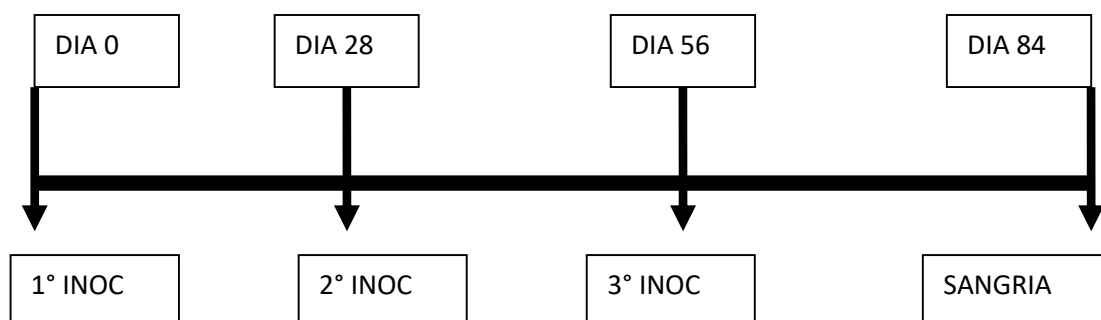 DIA 0
DIA 28
DIA 56
DIA 84
1° INOC
2° INOC
3° INOC
SANGRIA